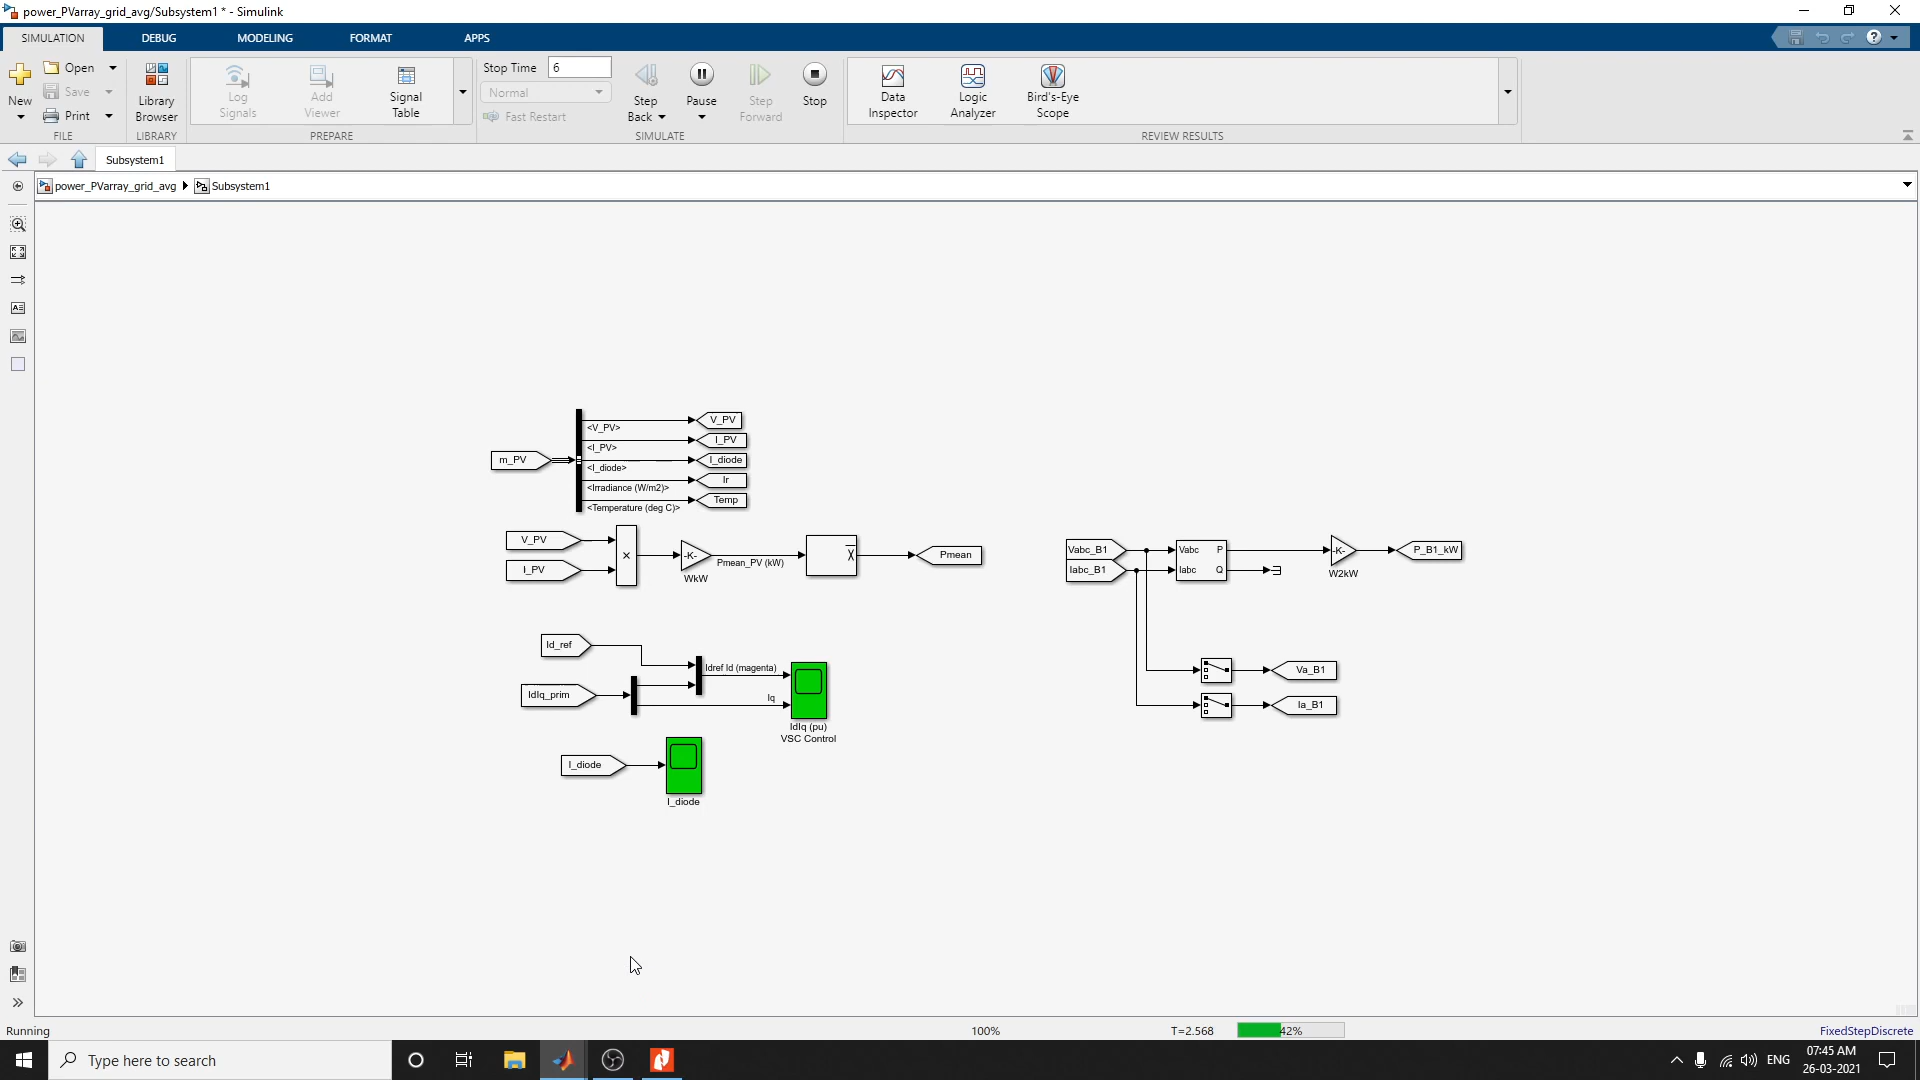 power_PVarray_grid_avg/Subsystem1 * - Simulink
SIMULATION DEBUG MODELING FORMAT APPS
New
Open
Save
Print
FILE
Library Browser
LIBRARY
Log Signals
Add Viewer
Signal Table
PREPARE
Stop Time 6
Normal
Fast Restart
Step Back
Pause
Step Forward
Stop
SIMULATE
Data Inspector
Logic Analyzer
Bird's-Eye Scope
REVIEW RESULTS
Subsystem1
power_PVarray_grid_avg Subsystem1
m_PV
<V_PV>
<I_PV>
<I_diode>
<Irradiance (W/m2)>
<Temperature (deg C)>
V_PV
I_PV
I_diode
Ir
Temp
V_PV
I_PV
×
-K-
WkW
Pmean_PV (kW)
X
Pmean
Id_ref
IdIq_prim
Idref Id (magenta)
Iq
IdIq (pu)
VSC Control
I_diode
I_diode
Vabc_B1
Iabc_B1
Vabc P
Iabc Q
-K-
W2kW
P_B1_kW
Va_B1
Ia_B1
Running 100% T=2.568 42% FixedStepDiscrete
Type here to search
ENG
07:45 AM
26-03-2021